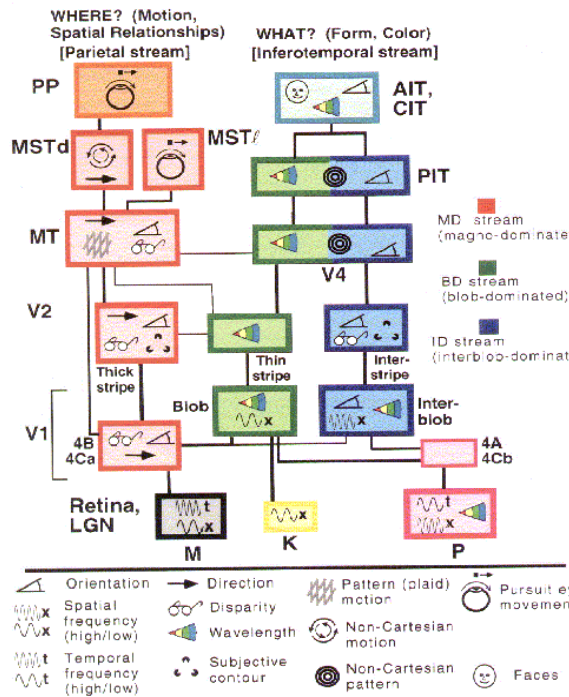 WHERE? (Motion,
Spatial Relationships)
[Parietal stream]
WHAT? (Form, Color)
[Inferotemporal stream]
PP
AIT,
CIT
MSTd
MSTℓ
PIT
MT
V4
MD stream
(magno-dominate
BD stream
(blob-dominated)
ID stream
(interblob-dominat
V2
Thick
stripe
Thin
stripe
Inter-
stripe
V1
Blob
Inter-
blob
4B
4Ca
4A
4Cb
x
x
Retina,
LGN
t
x
x
t
x
M
K
P
Orientation
Direction
Pattern (plaid)
motion
Pursuit ey
movemen
x
x
Spatial
frequency
(high/low)
Disparity
Wavelength
Non-Cartesian
motion
t
t
Temporal
frequency
(high/low)
Subjective
contour
Non-Cartesian
pattern
Faces